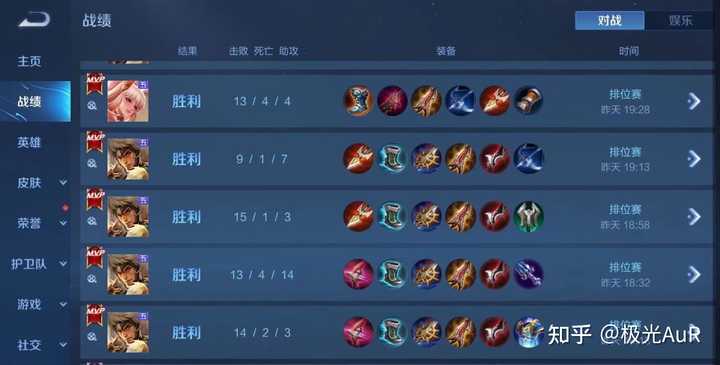 战绩
对战
娱乐
结果
击败 死亡 助攻
装备
时间
主页
战绩
英雄
皮肤
荣誉
护卫队
游戏
社交
MVP
五
胜利
13 / 4 / 4
排位赛
昨天 19:28
MVP
五
胜利
9 / 1 / 7
排位赛
昨天 19:13
MVP
五
胜利
15 / 1 / 3
排位赛
昨天 18:58
MVP
五
胜利
13 / 4 / 14
排位赛
昨天 18:32
MVP
五
胜利
14 / 2 / 3
知乎 @极光AuR